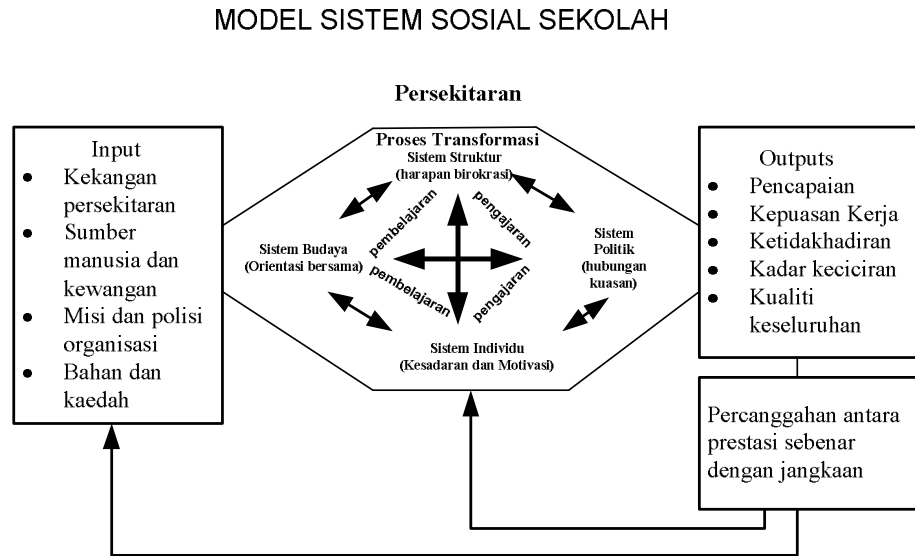 MODEL SISTEM SOSIAL SEKOLAH
Persekitaran
Input
• Kekangan
persekitaran
• Sumber
manusia dan
kewangan
• Misi dan polisi
organisasi
• Bahan dan
kaedah
Proses Transformasi
Sistem Struktur
(harapan birokrasi)
pembelajaran
pengajaran
Sistem Budaya
(Orientasi bersama)
Sistem
Politik
(hubungan
kuasan)
pembelajaran
pengajaran
Sistem Individu
(Kesadaran dan Motivasi)
Outputs
• Pencapaian
• Kepuasan Kerja
• Ketidakhadiran
• Kadar keciciran
• Kualiti
keseluruhan
Percanggahan antara
prestasi sebenar
dengan jangkaan